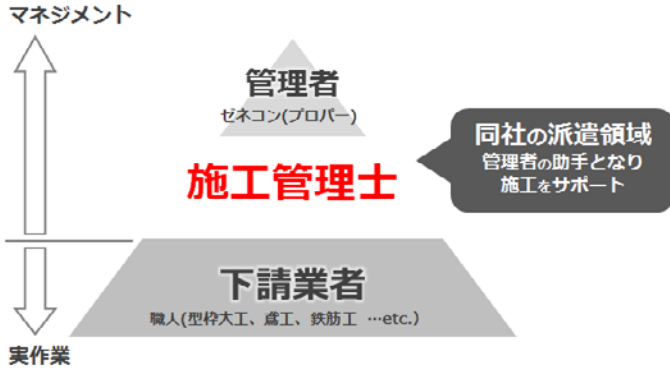 マネジメント
管理者
ゼネコン(プロパー)
同社の派遣領域
管理者の助手となり
施工をサポート
施工管理士
下請業者
職人(型枠大工、鳶工、鉄筋工 …etc.)
実作業